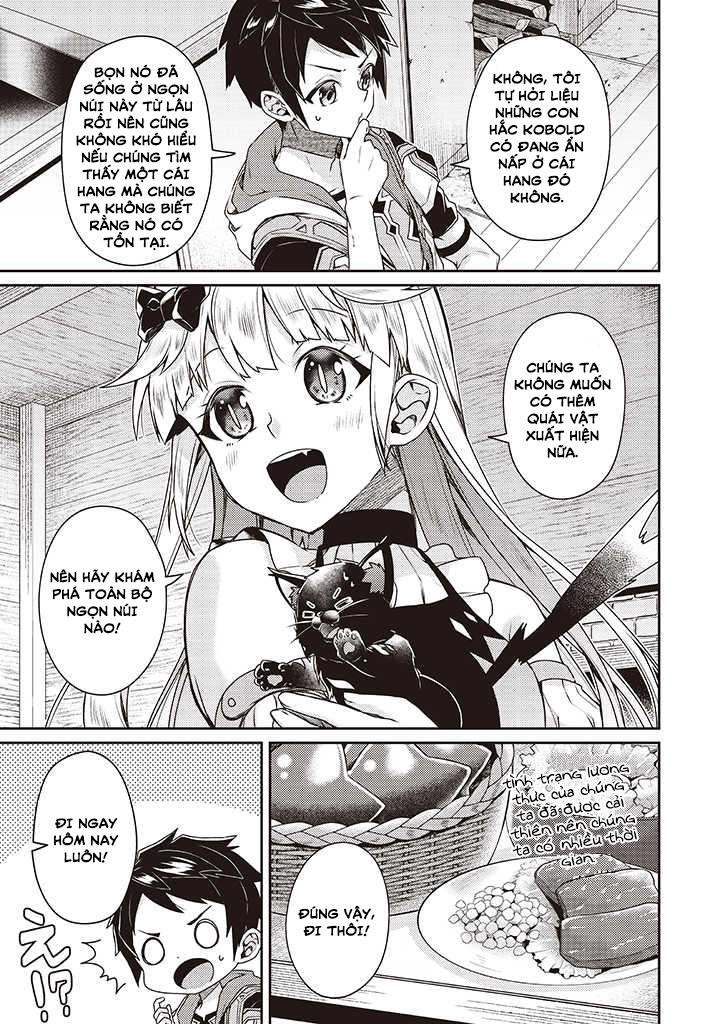 KHÔNG, TÔI
TỰ HỎI LIỆU
NHỮNG CON
HẮC KOBOLD
CÓ ĐANG ẨN
NẤP Ở CÁI
HANG ĐÓ
KHÔNG.
BỌN NÓ ĐÃ
SỐNG Ở NGỌN
NÚI NÀY TỪ LÂU
RỒI NÊN CŨNG
KHÔNG KHÓ HIỂU
NẾU CHÚNG TÌM
THẤY MỘT CÁI
HANG MÀ CHÚNG
TA KHÔNG BIẾT
RẰNG NÓ CÓ
TỒN TẠI.
CHÚNG TA
KHÔNG MUỐN
CÓ THÊM
QUÁI VẬT
XUẤT HIỆN
NỮA.
NÊN HÃY KHÁM
PHÁ TOÀN BỘ
NGỌN NÚI
NÀO!
tình trạng lương
thực của chúng
ta đã được cải
thiện nên chúng
ta có nhiều thời
gian
ĐÚNG VẬY,
ĐI THÔI!
ĐI NGAY
HÔM NAY
LUÔN!
えー!?